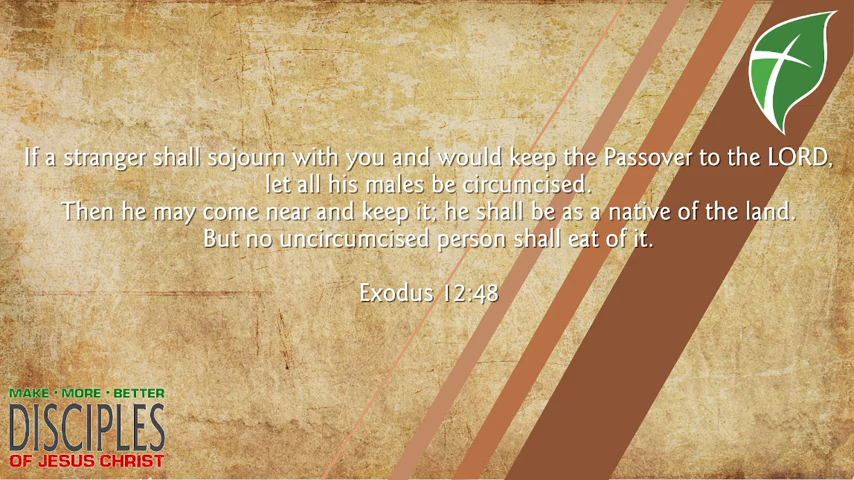 If a stranger shall sojourn with you and would keep the Passover to the LORD,
let all his males be circumcised.
Then he may come near and keep it; he shall be as a native of the land.
But no uncircumcised person shall eat of it.
Exodus 12:48
MAKE • MORE • BETTER
DISCIPLES
OF JESUS CHRIST